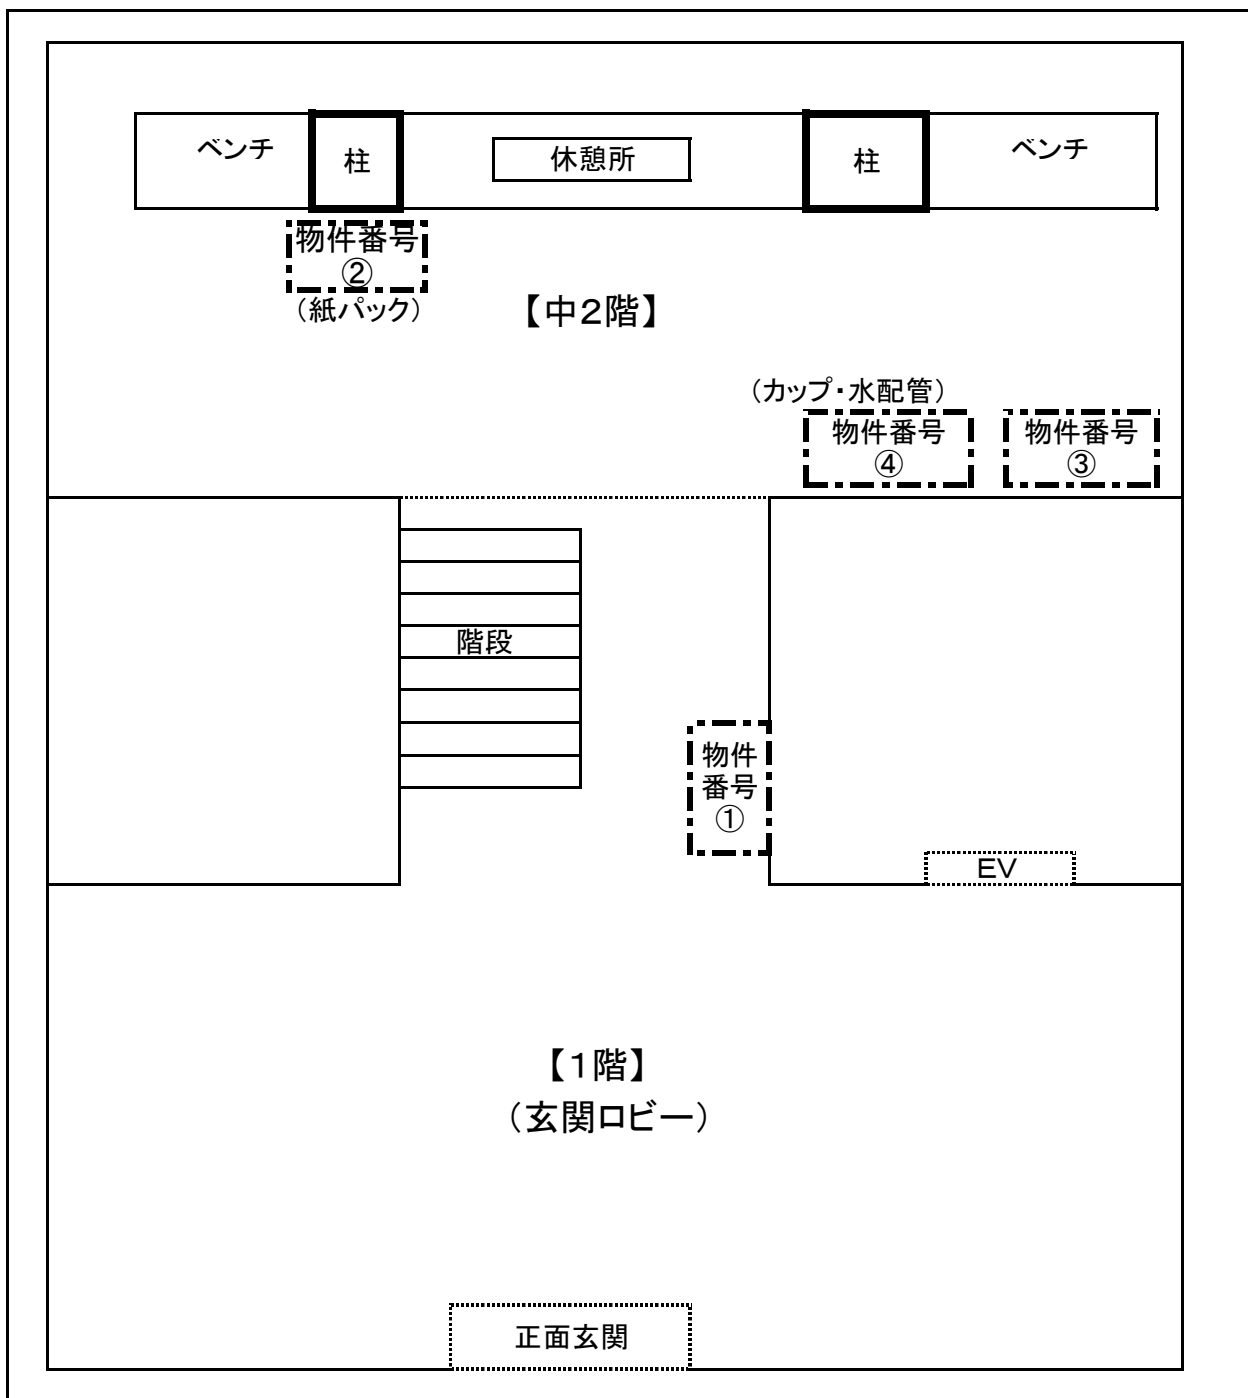 ベンチ
柱
休憩所
柱
ベンチ
物件番号
②
（紙パック）
【中２階】
（カップ・水配管）
物件番号
④
物件番号
③
階段
物件
番号
①
ＥＶ
【１階】
（玄関ロビー）
正面玄関